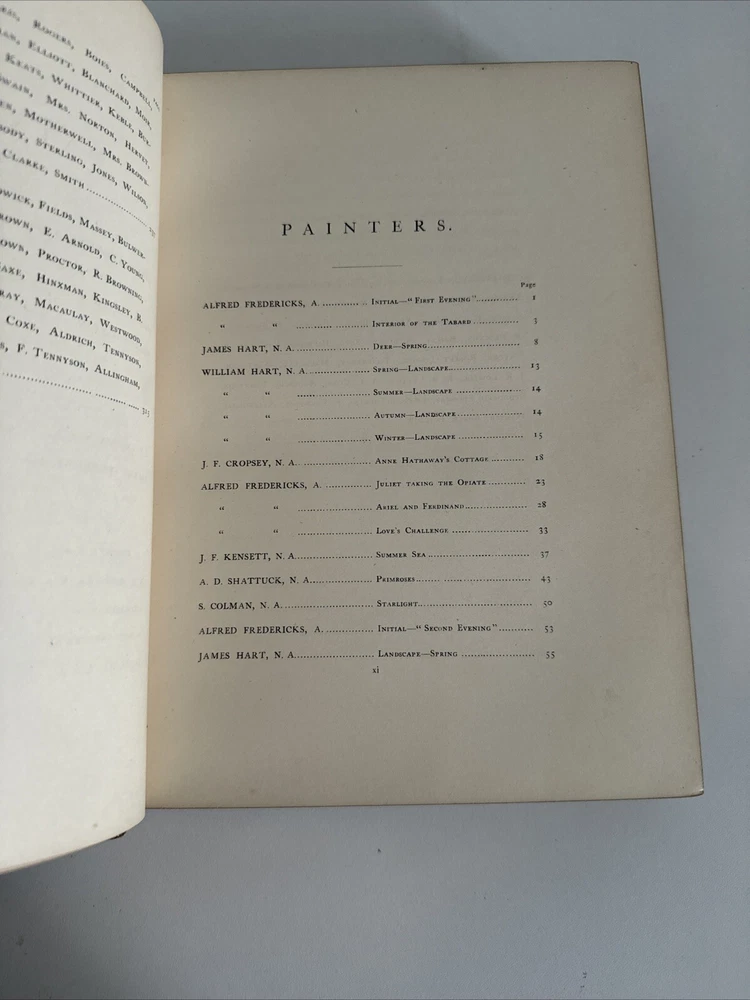 Rogers, Boies, Campbell,
Elliott, Blanchard, Moir,
Keats, Whittier, Keble, Bul-
Mrs. Norton, Hervey,
Motherwell, Mrs. Brown-
Sterling, Jones, Wilson,
Clarke, Smith
Fields, Massey, Bulwer-
E. Arnold, C. Young,
Proctor, R. Browning,
Hinxman, Kingsley, R.
Macaulay, Westwood,
Coxe, Aldrich, Tennyson,
F. Tennyson, Allingham,
315
PAINTERS.
Page
ALFRED FREDERICKS, A. .............. Initial—“First Evening”............. 1
“ “ ...................... Interior of the Tabard .............. 3
JAMES HART, N. A. ...................... Deer—Spring............................ 8
WILLIAM HART, N. A. .................. Spring—Landscape...................... 13
“ “ ...................... Summer—Landscape .................... 14
“ “ ...................... Autumn—Landscape.................... 14
“ “ ...................... Winter—Landscape .................... 15
J. F. CROPSEY, N. A. ...................... Anne Hathaway's Cottage .......... 18
ALFRED FREDERICKS, A. .............. Juliet taking the Opiate ............ 23
“ “ ...................... Ariel and Ferdinand.................. 28
“ “ ...................... Love's Challenge ...................... 33
J. F. KENSETT, N. A. ...................... Summer Sea .............................. 37
A. D. SHATTUCK, N. A. .................. Primroses.................................. 43
S. COLMAN, N. A. .......................... Starlight.................................. 50
ALFRED FREDERICKS, A. .............. Initial—“Second Evening”.......... 53
JAMES HART, N. A. ...................... Landscape—Spring .................... 55
xi